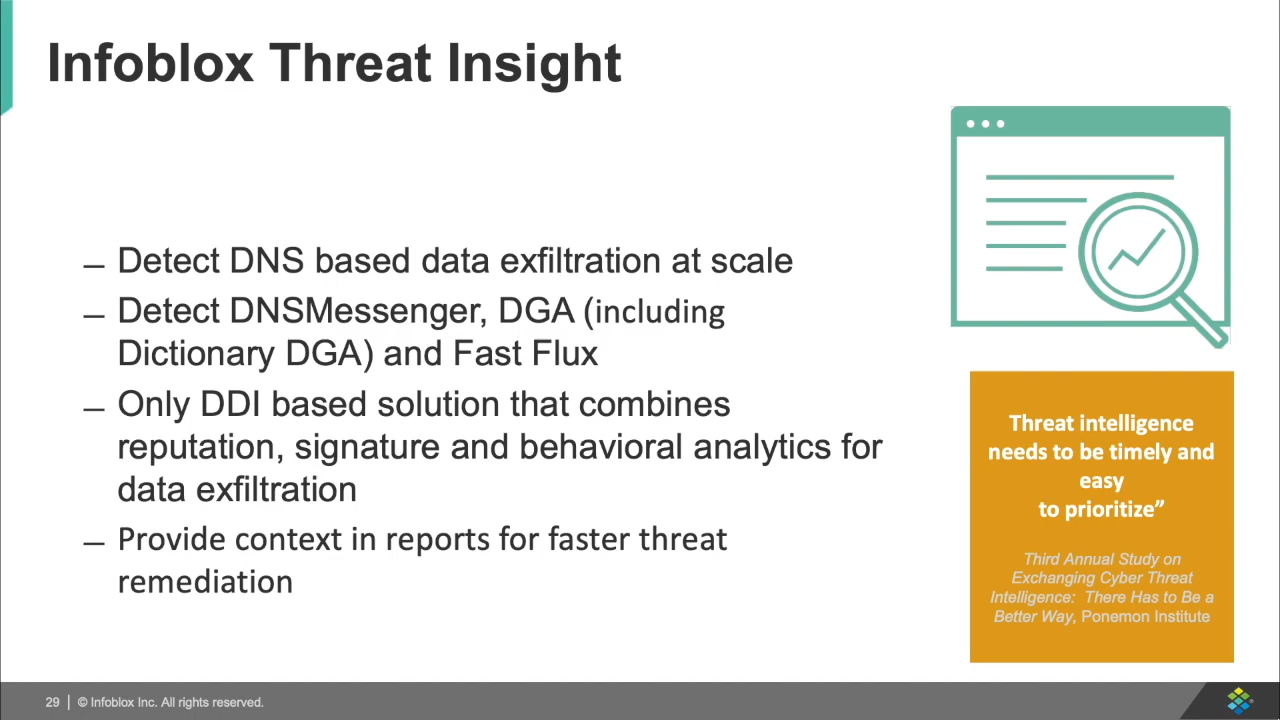 Infoblox Threat Insight
– Detect DNS based data exfiltration at scale
– Detect DNSMessenger, DGA (including
Dictionary DGA) and Fast Flux
– Only DDI based solution that combines
reputation, signature and behavioral analytics for
data exfiltration
– Provide context in reports for faster threat
remediation
Threat intelligence
needs to be timely and
easy
to prioritize”
Third Annual Study on
Exchanging Cyber Threat
Intelligence: There Has to Be a
Better Way, Ponemon Institute
29 | © Infoblox Inc. All rights reserved.